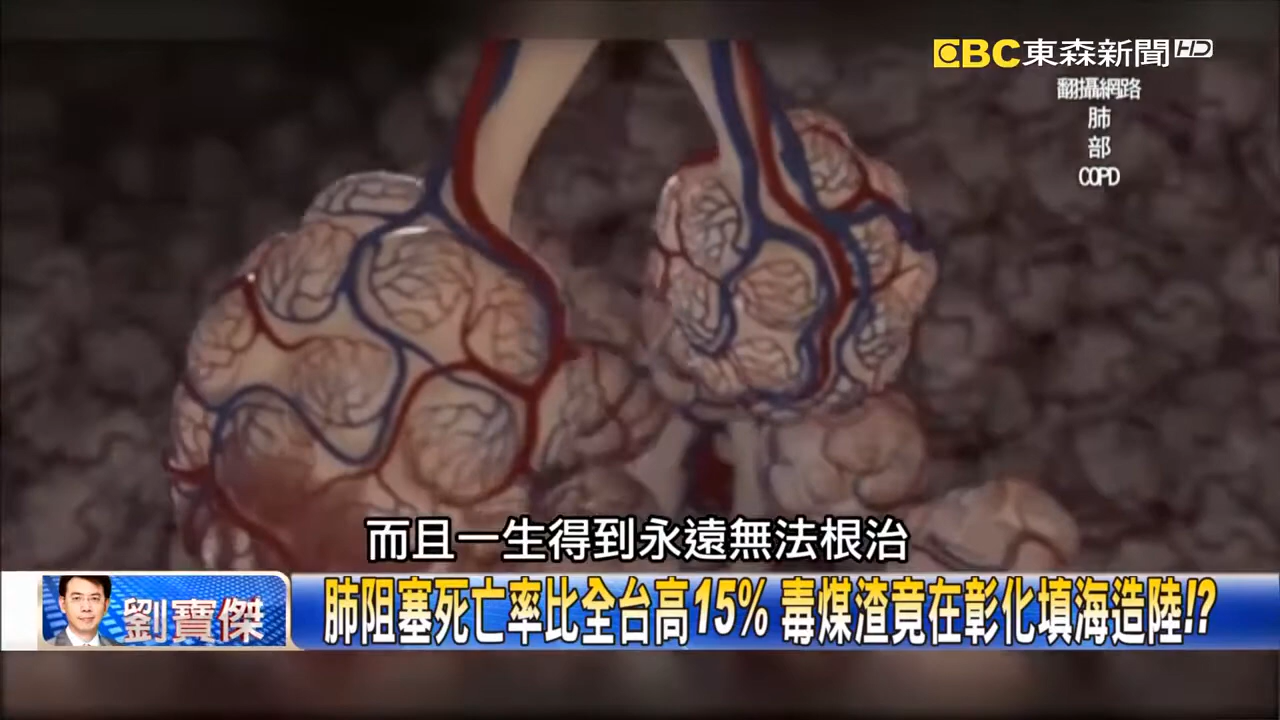 EBC東森新聞HD
翻攝網路
肺
部
COPD
而且一生得到永遠無法根治
劉寶傑
肺阻塞死亡率比全台高15% 毒煤渣竟在彰化填海造陸!?